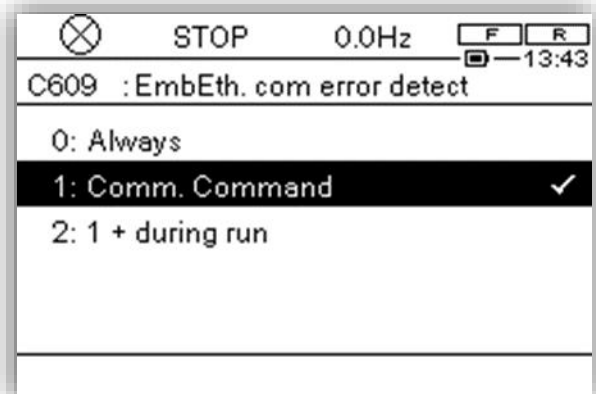 STOP 0.0Hz F R
13:43
C609 : EmbEth. com error detect
0: Always
1: Comm. Command
2: 1 + during run